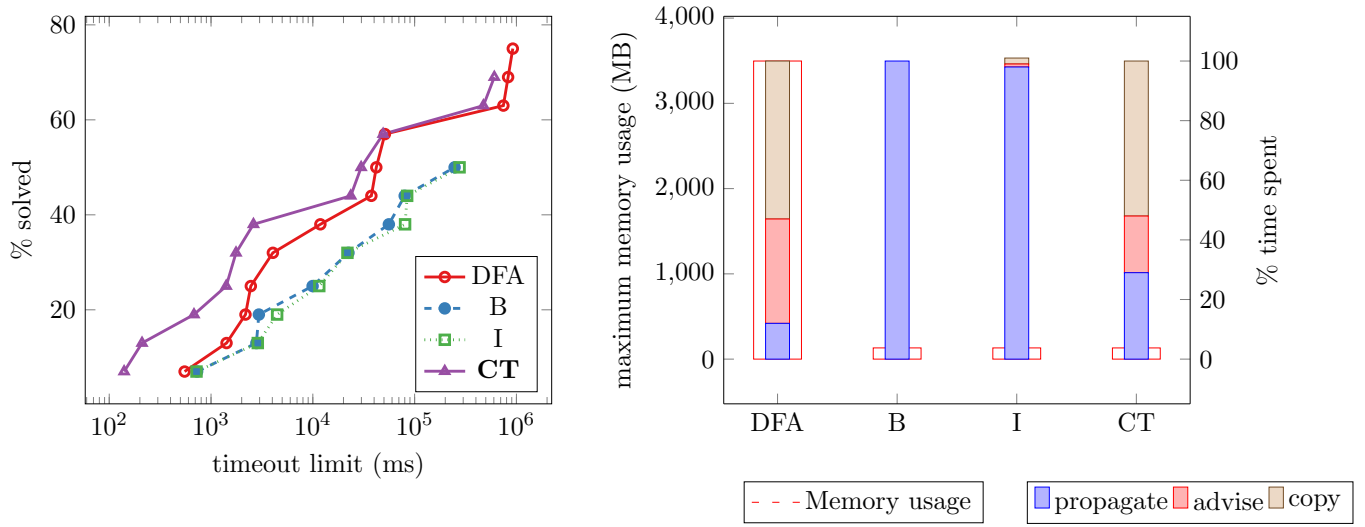 80
60
40
20
% solved
10^2
10^3
10^4
10^5
10^6
timeout limit (ms)
DFA
B
I
CT
4,000
3,000
2,000
1,000
0
maximum memory usage (MB)
100
80
60
40
20
0
% time spent
DFA
B
I
CT
Memory usage
propagate advise copy